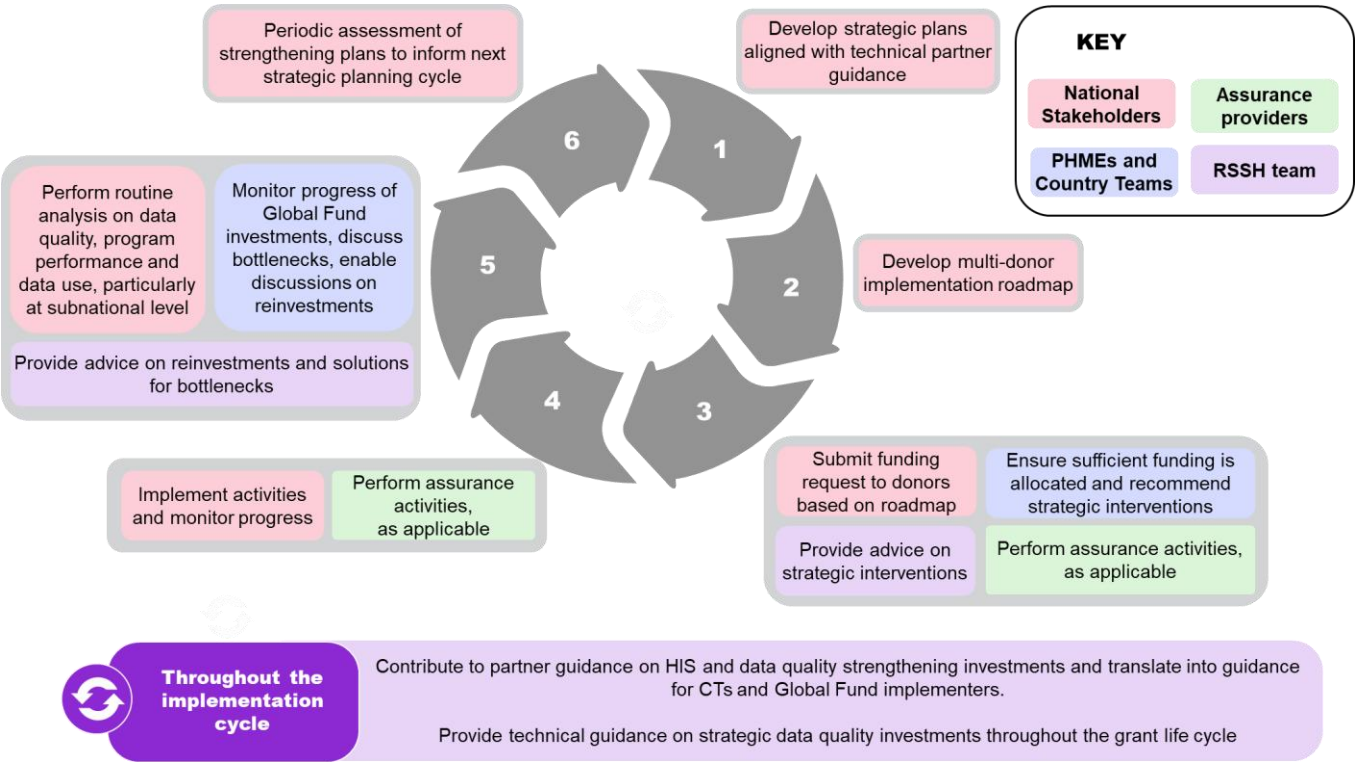 Periodic assessment of
strengthening plans to inform next
strategic planning cycle
Develop strategic plans
aligned with technical partner
guidance
KEY
National
Stakeholders
Assurance
providers
PHMEs and
Country Teams
RSSH team
6
1
5
2
4
3
Perform routine
analysis on data
quality, program
performance and
data use, particularly
at subnational level
Monitor progress of
Global Fund
investments, discuss
bottlenecks, enable
discussions on
reinvestments
Provide advice on reinvestments and solutions
for bottlenecks
Develop multi-donor
implementation roadmap
Implement activities
and monitor progress
Perform assurance
activities,
as applicable
Submit funding
request to donors
based on roadmap
Ensure sufficient funding is
allocated and recommend
strategic interventions
Provide advice on
strategic interventions
Perform assurance activities,
as applicable
Throughout the
implementation
cycle
Contribute to partner guidance on HIS and data quality strengthening investments and translate into guidance
for CTs and Global Fund implementers.
Provide technical guidance on strategic data quality investments throughout the grant life cycle